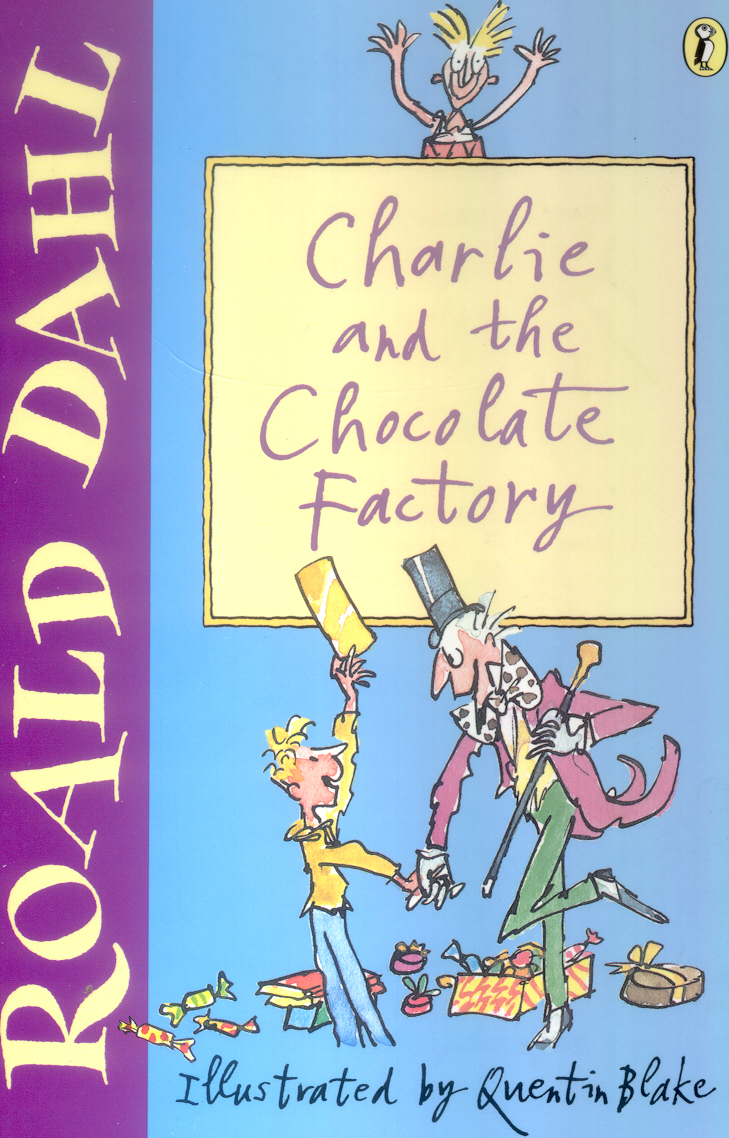 ROALD DAHL
Charlie
and the
Chocolate
Factory
Illustrated by Quentin Blake